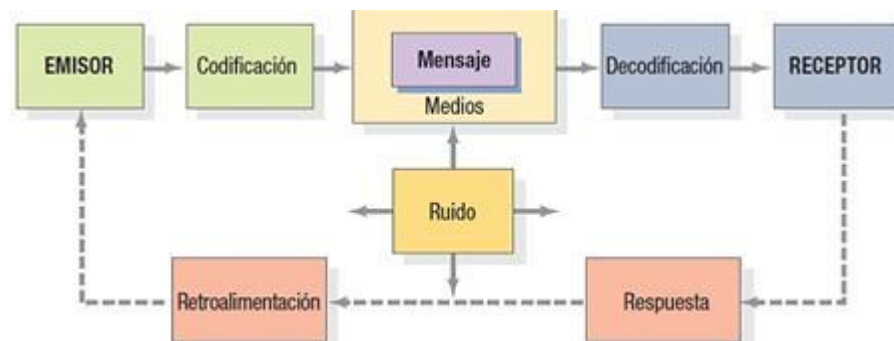 EMISOR
Codificación
Mensaje
Medios
Decodificación
RECEPTOR
Ruido
Retroalimentación
Respuesta